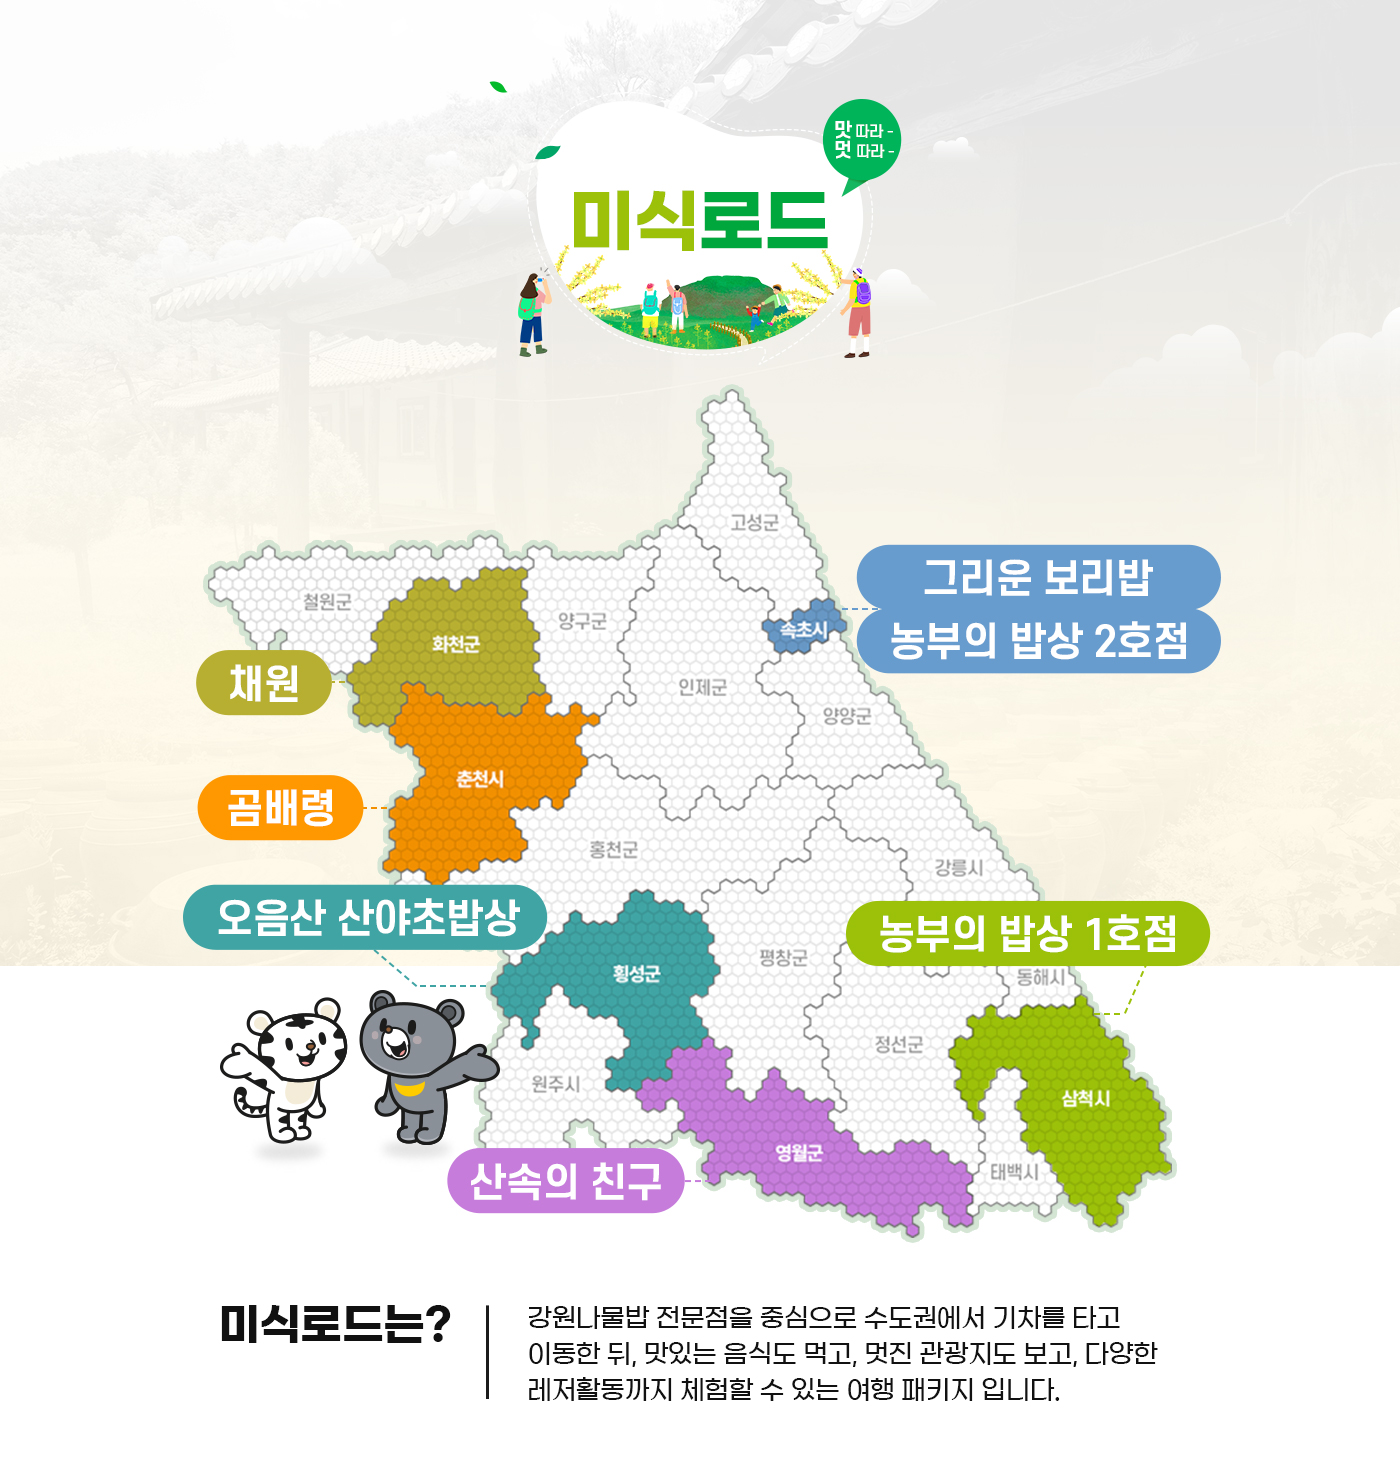 맛 따라 -
멋 따라 -
미식로드
고성군
그리운 보리밥
철원군
양구군
속초시
화천군
농부의 밥상 2호점
채원
인제군
양양군
춘천시
곰배령
홍천군
강릉시
오음산 산야초밥상
농부의 밥상 1호점
평창군
횡성군
동해시
정선군
원주시
삼척시
영월군
태백시
산속의 친구
미식로드는?
강원나물밥 전문점을 중심으로 수도권에서 기차를 타고
이동한 뒤, 맛있는 음식도 먹고, 멋진 관광지도 보고, 다양한
레저활동까지 체험할 수 있는 여행 패키지 입니다.